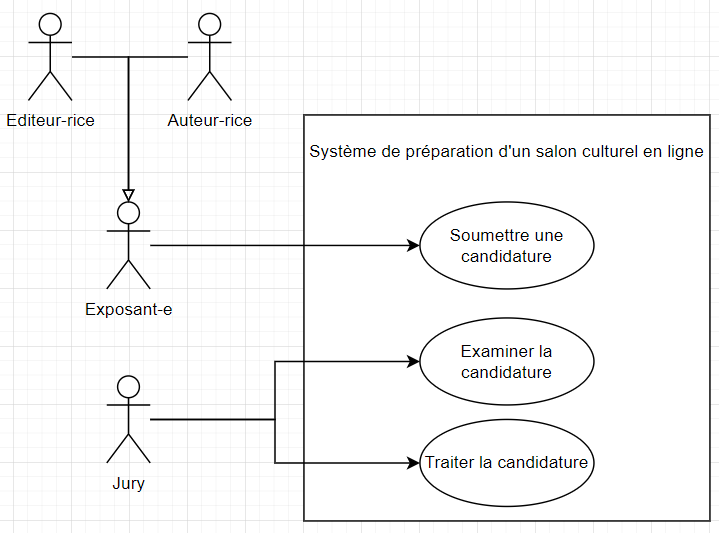 Editeur-rice
Auteur-rice
Système de préparation d'un salon culturel en ligne
Soumettre une
candidature
Exposant-e
Examiner la
candidature
Traiter la candidature
Jury